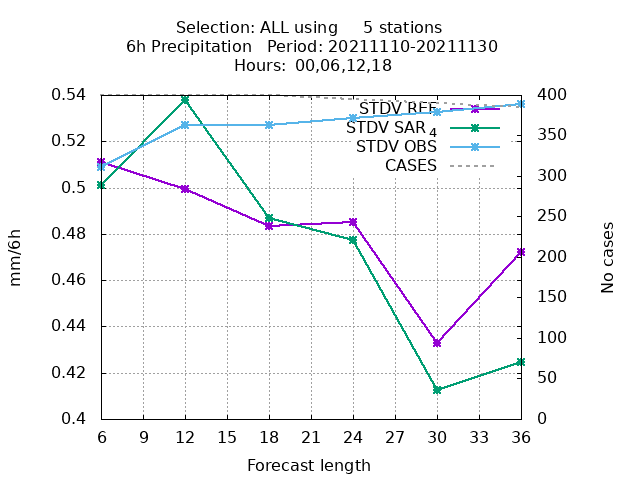 Selection: ALL using     5 stations
6h Precipitation   Period: 20211110-20211130
Hours:  00,06,12,18
0.54
0.52
0.5
0.48
0.46
0.44
0.42
0.4
400
350
300
250
200
150
100
50
0
STDV REF
STDV SAR4
STDV OBS
CASES
mm/6h
No cases
6 9 12 15 18 21 24 27 30 33 36
Forecast length